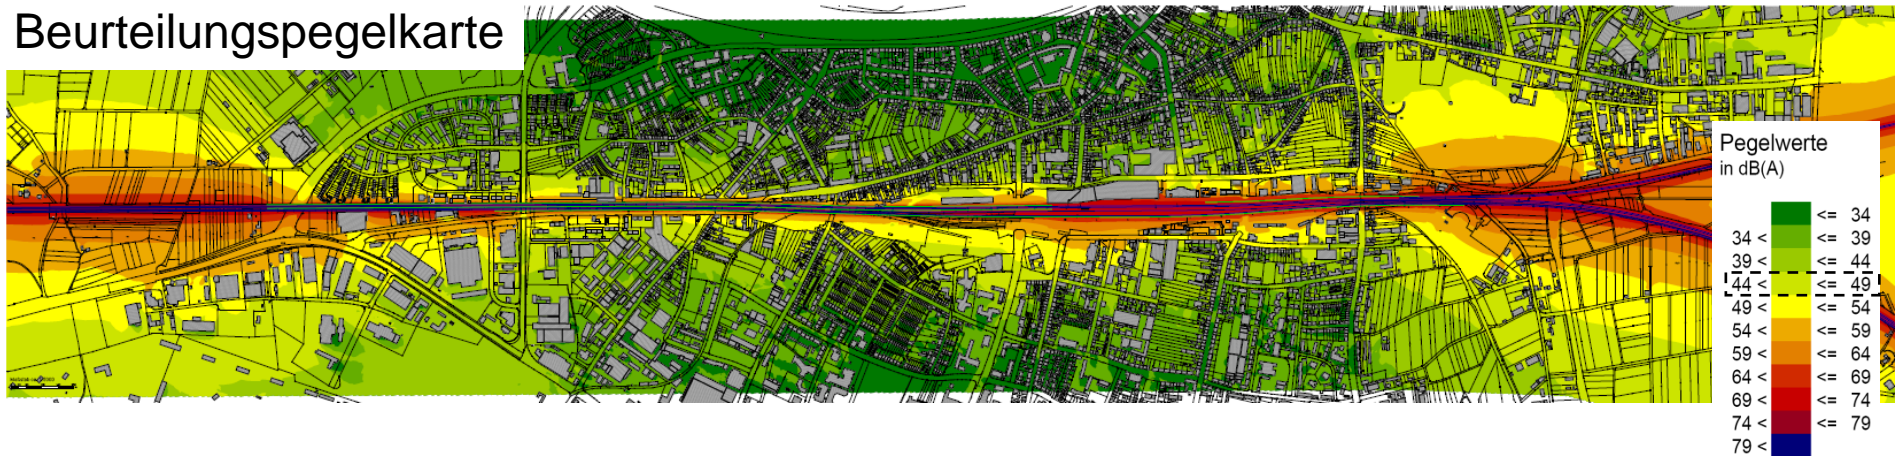 Beurteilungspegelkarte
Pegelwerte
in dB(A)
<= 34
34 < <= 39
39 < <= 44
44 < <= 49
49 < <= 54
54 < <= 59
59 < <= 64
64 < <= 69
69 < <= 74
74 < <= 79
79 <